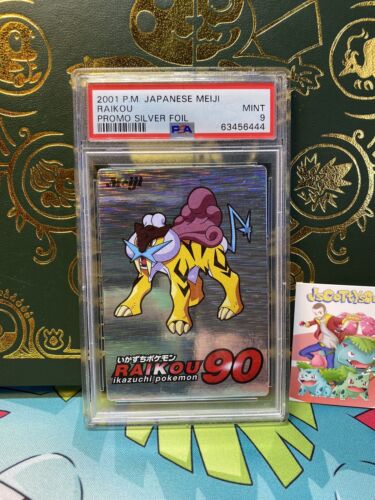 2001 P.M. JAPANESE MEIJI
RAIKOU MINT
PROMO SILVER FOIL PSA 9
63456444
meiji
いかずちポケモン
RAIKOU 90
ikazuchi pokemon